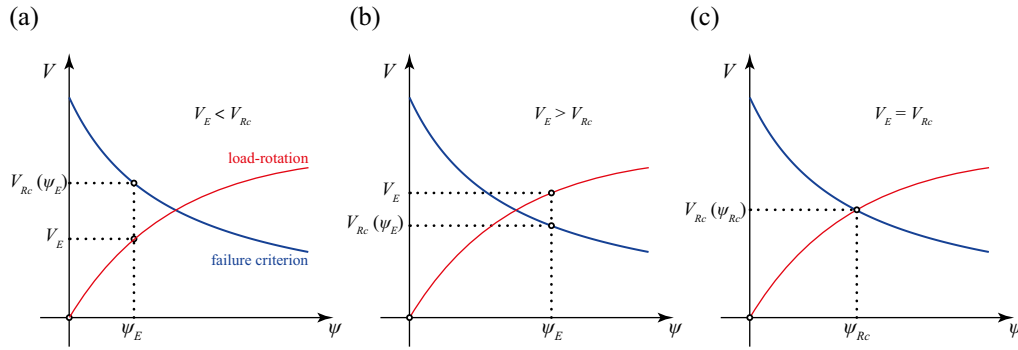 (a)
V
V_E < V_Rc
load-rotation
V_Rc (ψ_E)
V_E
failure criterion
ψ_E
ψ
(b)
V
V_E > V_Rc
V_E
V_Rc (ψ_E)
ψ_E
ψ
(c)
V
V_E = V_Rc
V_Rc (ψ_Rc)
ψ_Rc
ψ